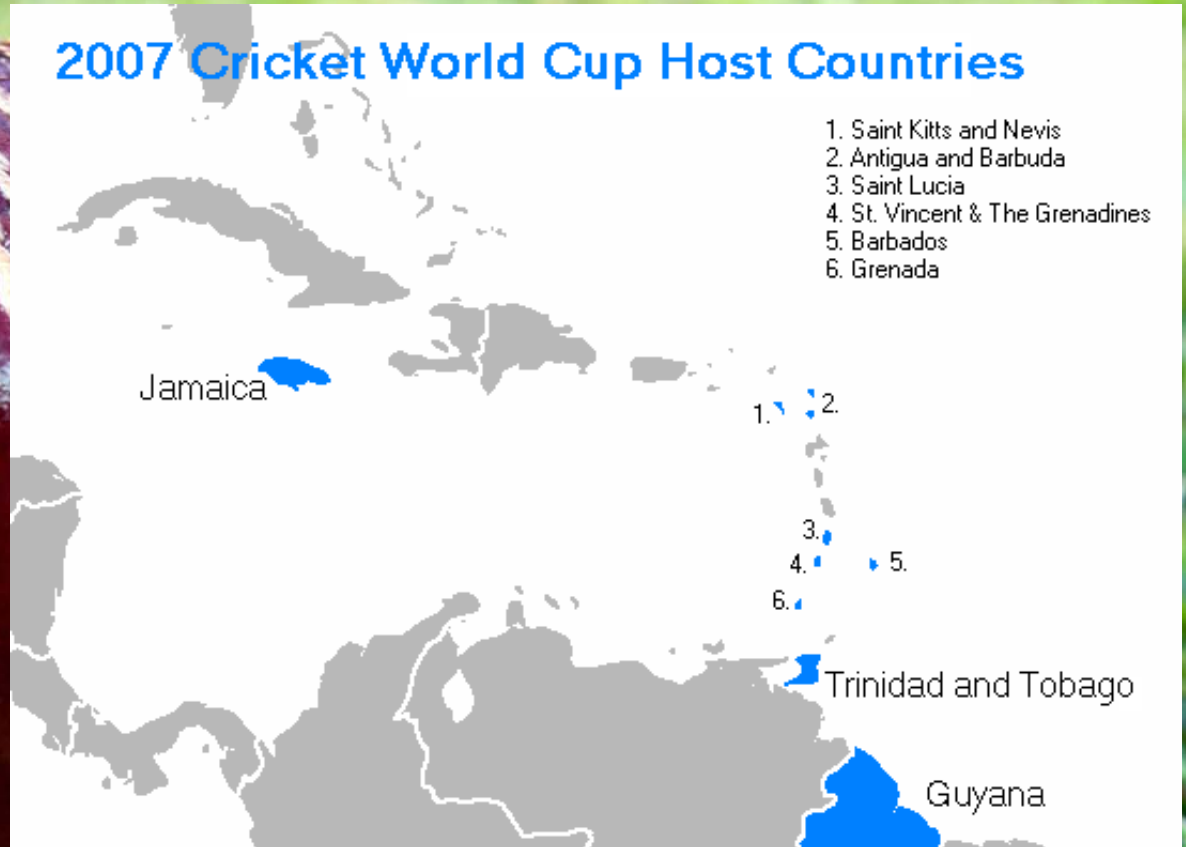 2007 Cricket World Cup Host Countries
1. Saint Kitts and Nevis
2. Antigua and Barbuda
3. Saint Lucia
4. St. Vincent & The Grenadines
5. Barbados
6. Grenada
Jamaica
1.
2.
3.
4.
5.
6.
Trinidad and Tobago
Guyana